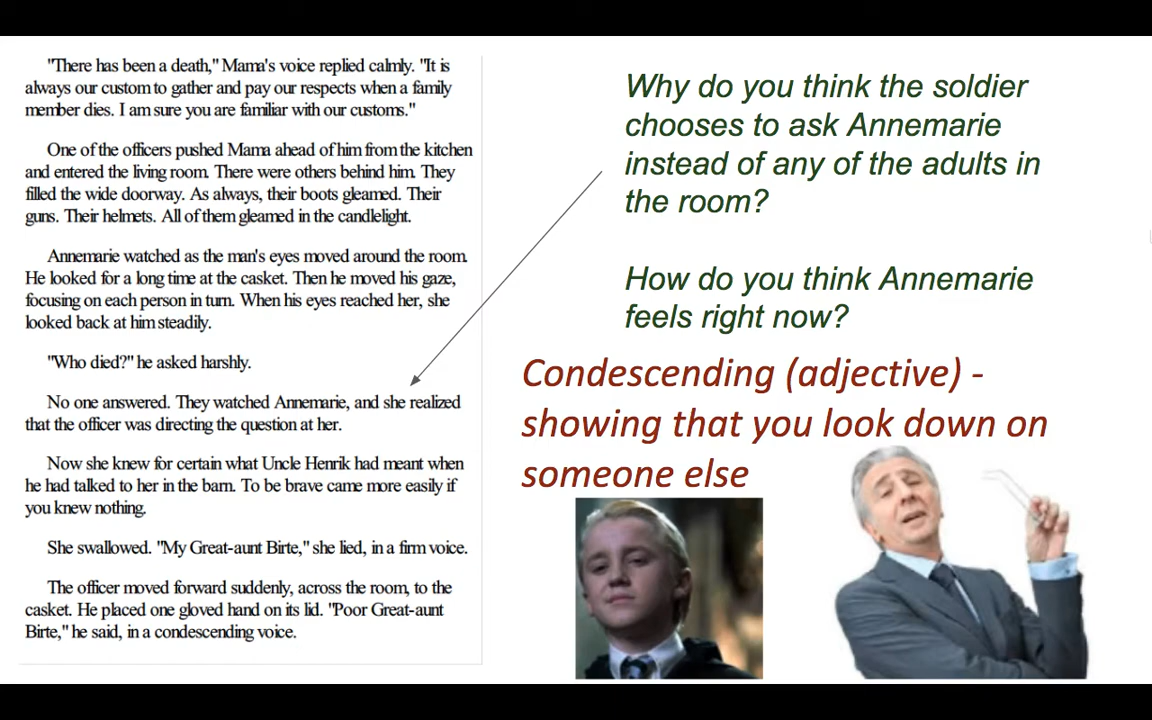 "There has been a death," Mama's voice replied calmly. "It is
always our custom to gather and pay our respects when a family
member dies. I am sure you are familiar with our customs."
One of the officers pushed Mama ahead of him from the kitchen
and entered the living room. There were others behind him. They
filled the wide doorway. As always, their boots gleamed. Their
guns. Their helmets. All of them gleamed in the candlelight.
Annemarie watched as the man's eyes moved around the room.
He looked for a long time at the casket. Then he moved his gaze,
focusing on each person in turn. When his eyes reached her, she
looked back at him steadily.
"Who died?" he asked harshly.
No one answered. They watched Annemarie, and she realized
that the officer was directing the question at her.
Now she knew for certain what Uncle Henrik had meant when
he had talked to her in the barn. To be brave came more easily if
you knew nothing.
She swallowed. "My Great-aunt Birte," she lied, in a firm voice.
The officer moved forward suddenly, across the room, to the
casket. He placed one gloved hand on its lid. "Poor Great-aunt
Birte," he said, in a condescending voice.
Why do you think the soldier
chooses to ask Annemarie
instead of any of the adults in
the room?
How do you think Annemarie
feels right now?
Condescending (adjective) -
showing that you look down on
someone else